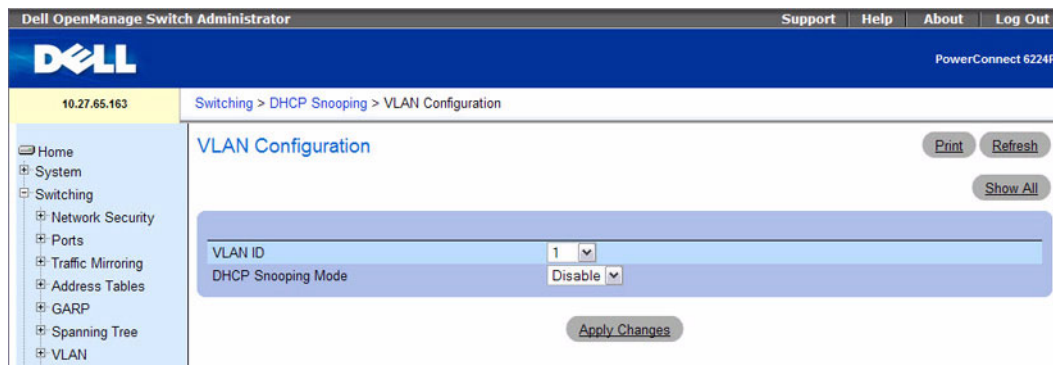 Dell OpenManage Switch Administrator
Support Help About Log Out
DELL
PowerConnect 6224P
10.27.65.163
Switching > DHCP Snooping > VLAN Configuration
Home
System
Switching
Network Security
Ports
Traffic Mirroring
Address Tables
GARP
Spanning Tree
VLAN
VLAN Configuration
Print Refresh
Show All
VLAN ID 1
DHCP Snooping Mode Disable
Apply Changes